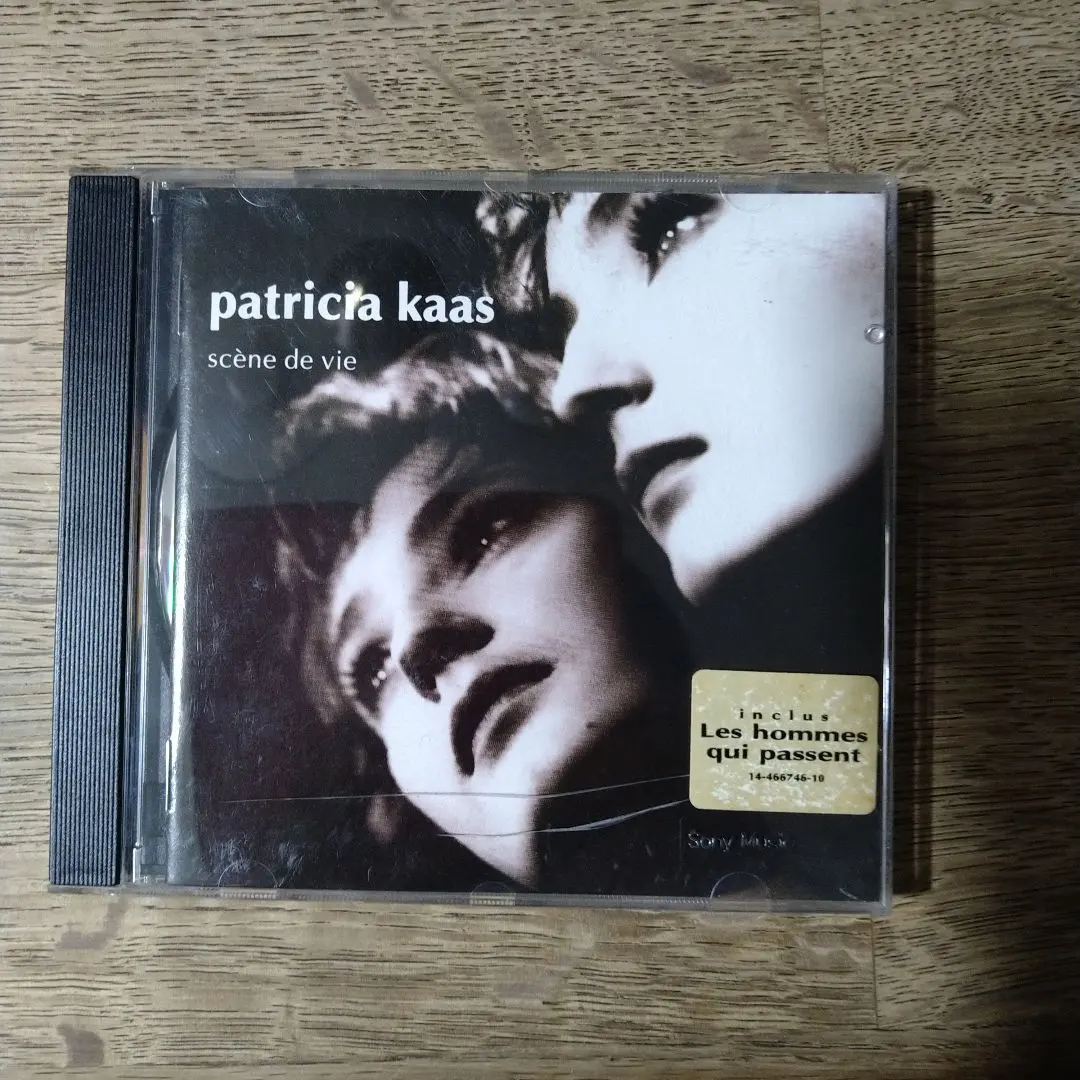 patricia kaas
scène de vie
inclus
Les hommes
qui passent
14-466746-10
Sony Music